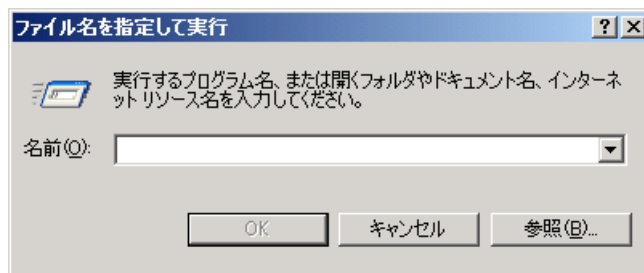 ファイル名を指定して実行
実行するプログラム名、または開くフォルダやドキュメント名、インターネ
ット リソース名を入力してください。
名前(O):
OK
キャンセル
参照(B)...